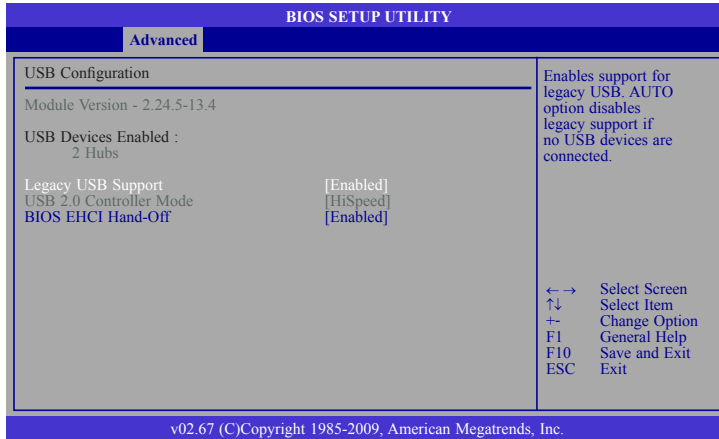 BIOS SETUP UTILITY
Advanced
USB Configuration
Module Version - 2.24.5-13.4
USB Devices Enabled :
2 Hubs
Legacy USB Support [Enabled]
USB 2.0 Controller Mode [HiSpeed]
BIOS EHCI Hand-Off [Enabled]
Enables support for
legacy USB. AUTO
option disables
legacy support if
no USB devices are
connected.
←→ Select Screen
↑↓ Select Item
+- Change Option
F1 General Help
F10 Save and Exit
ESC Exit
v02.67 (C)Copyright 1985-2009, American Megatrends, Inc.